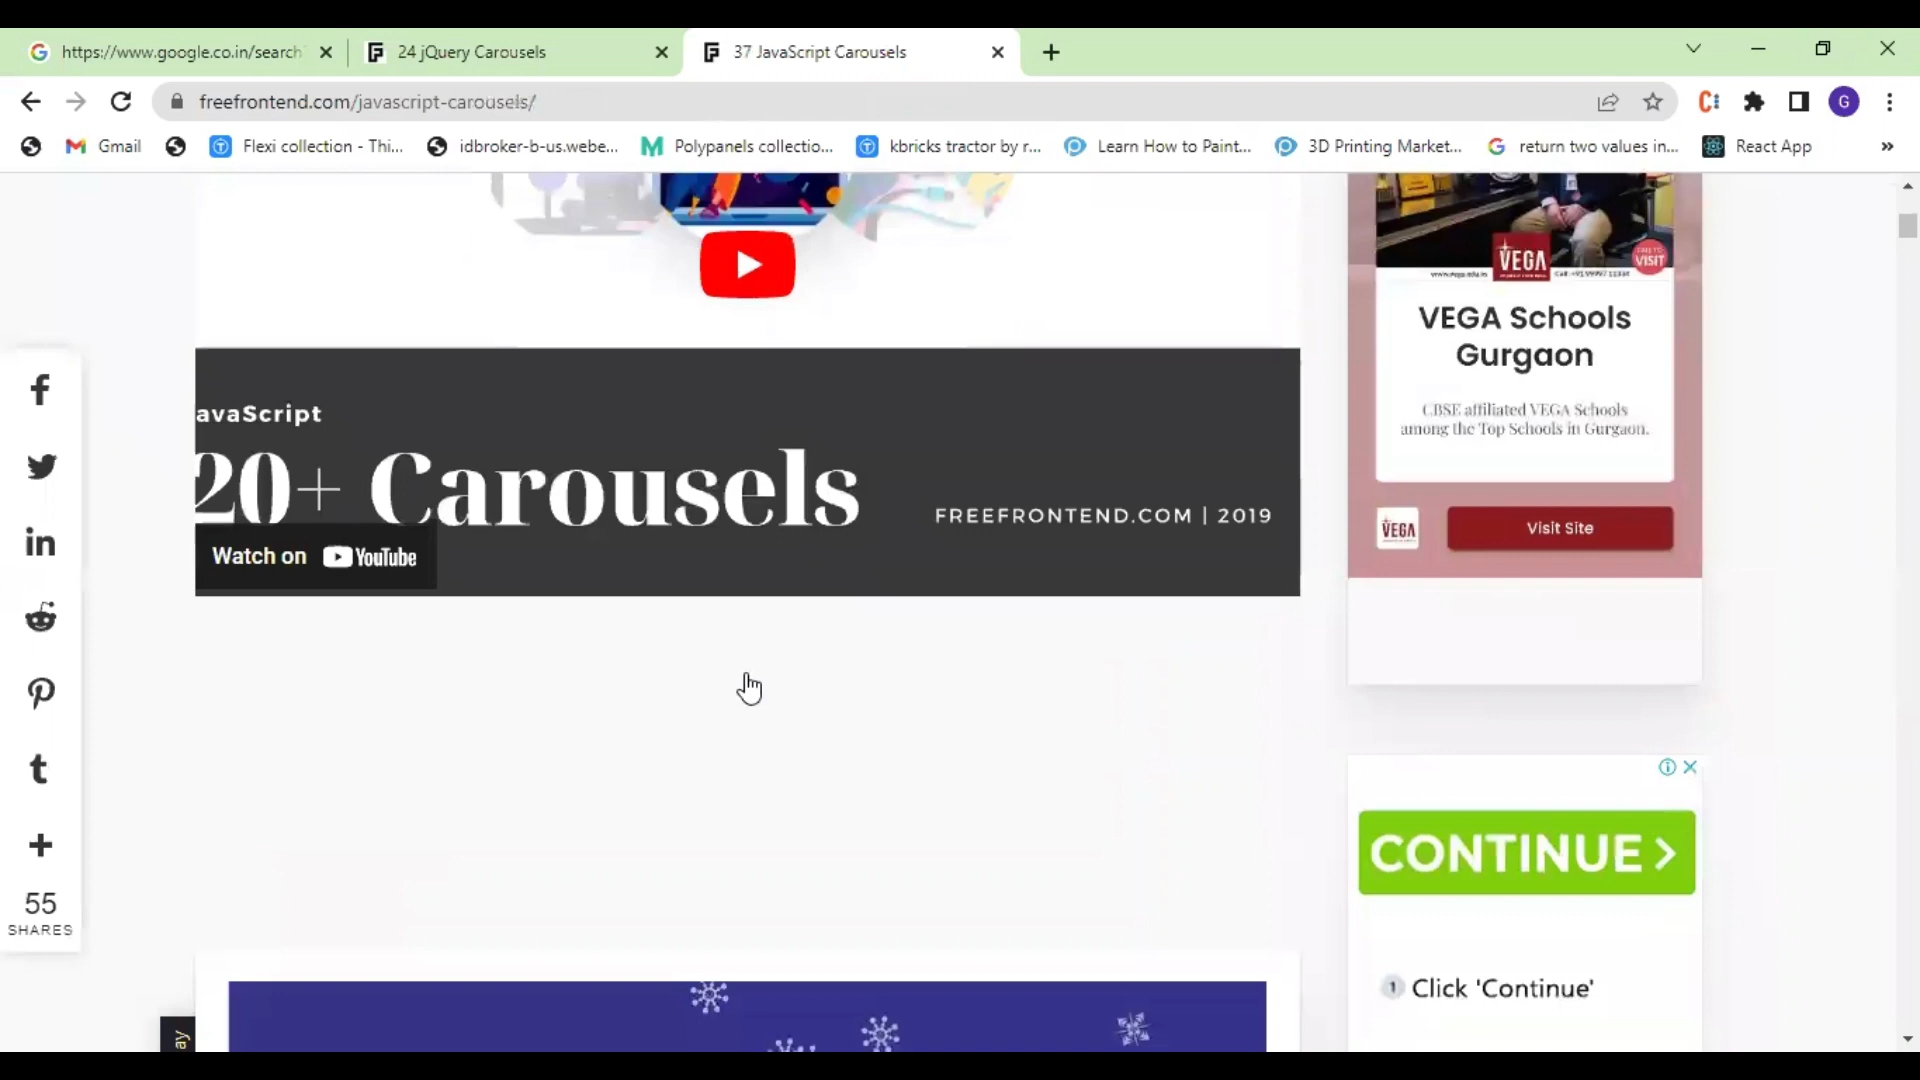 https://www.google.co.in/search
24 jQuery Carousels
37 JavaScript Carousels
freefrontend.com/javascript-carousels/
G
Gmail
Flexi collection - Thi...
idbroker-b-us.webe...
Polypanels collectio...
kbricks tractor by r...
Learn How to Paint...
3D Printing Market...
return two values in...
React App
»
VEGA
VISIT
VEGA Schools
Gurgaon
CBSE affiliated VEGA Schools
among the Top Schools in Gurgaon.
VEGA
Visit Site
avaScript
20+ Carousels
FREEFRONTEND.COM | 2019
Watch on YouTube
55
SHARES
CONTINUE >
1 Click 'Continue'
ay